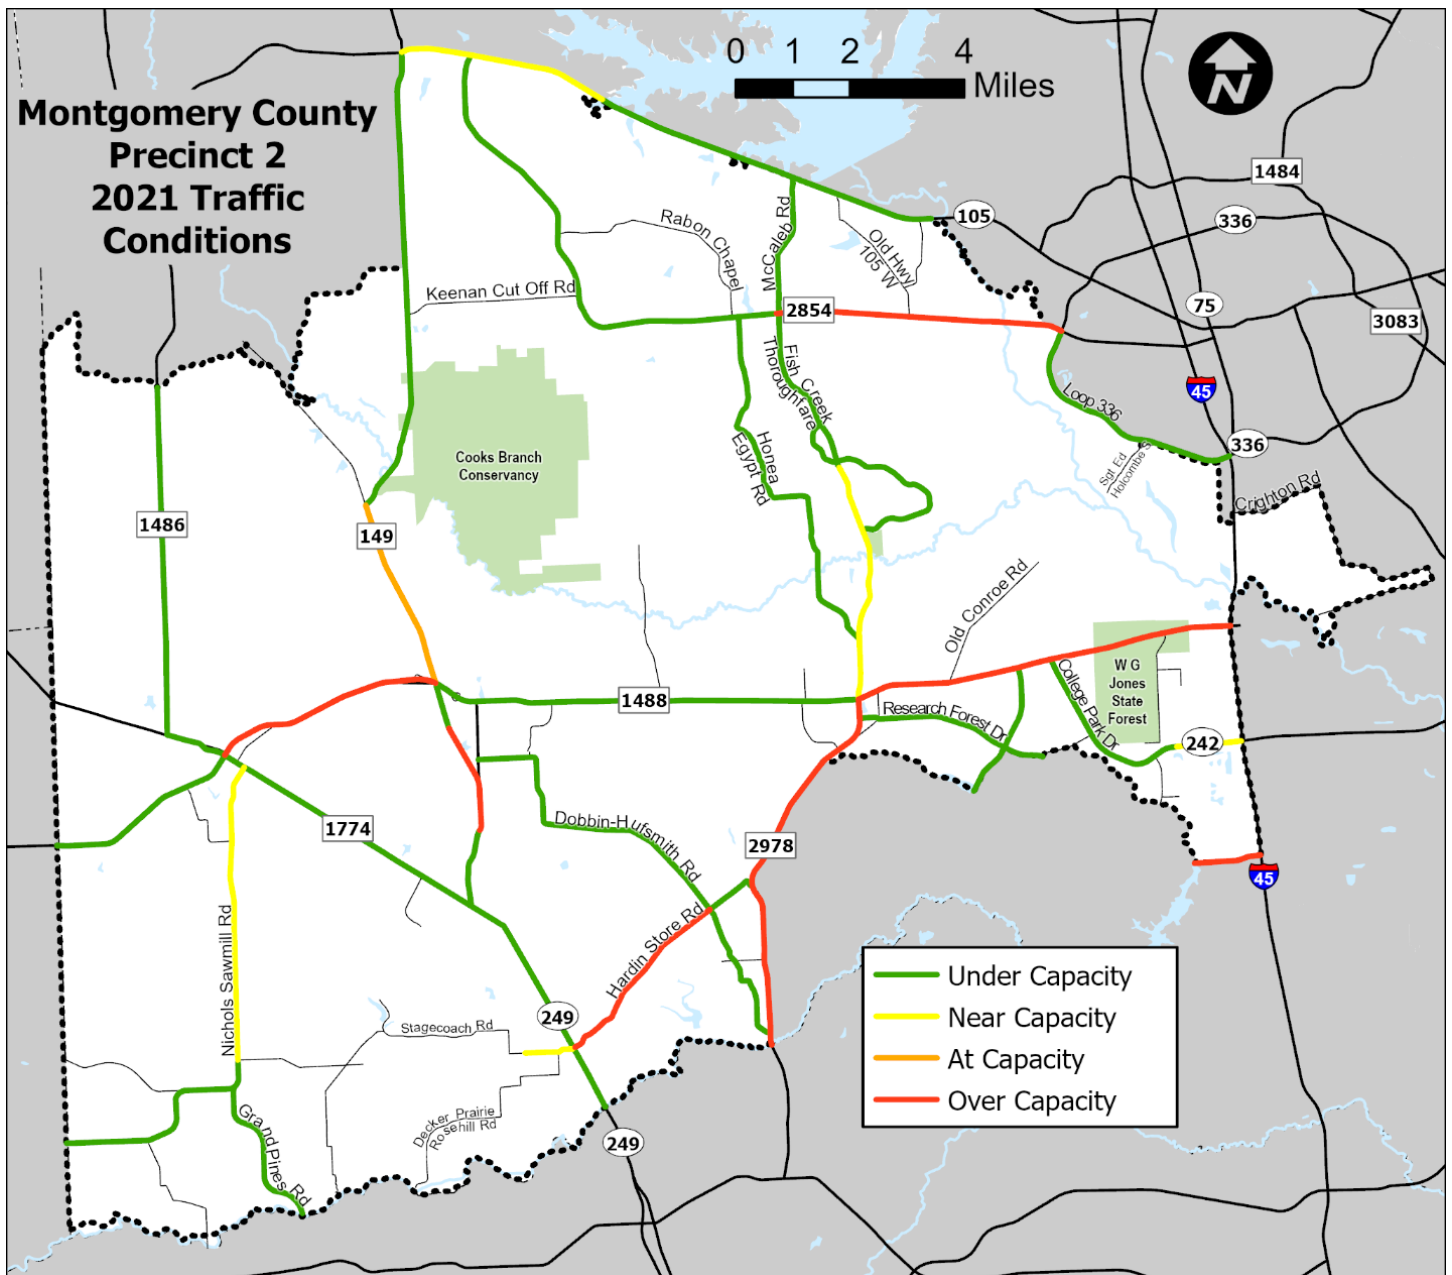 Montgomery County
Precinct 2
2021 Traffic
Conditions
0 1 2 4
Miles
N
1484
105
336
75
3083
45
336
Rabon Chapel
McCaleb Rd
Old Hwy
105 W
Keenan Cut Off Rd
2854
Fish Creek
Thoroughfare
Loop 336
Sgt Ed
Holcombe S
Crighton Rd
Cooks Branch
Conservancy
Honea
Egypt Rd
1486
149
Old Conroe Rd
W G
Jones
State
Forest
College Park Dr
1488
Research Forest Dr
242
1774
Dobbin-Hufsmith Rd
2978
45
Hardin Store Rd
Nichols Sawmill Rd
249
Stagecoach Rd
Decker Prairie
Rosehill Rd
Grand Pines Rd
249
Under Capacity
Near Capacity
At Capacity
Over Capacity